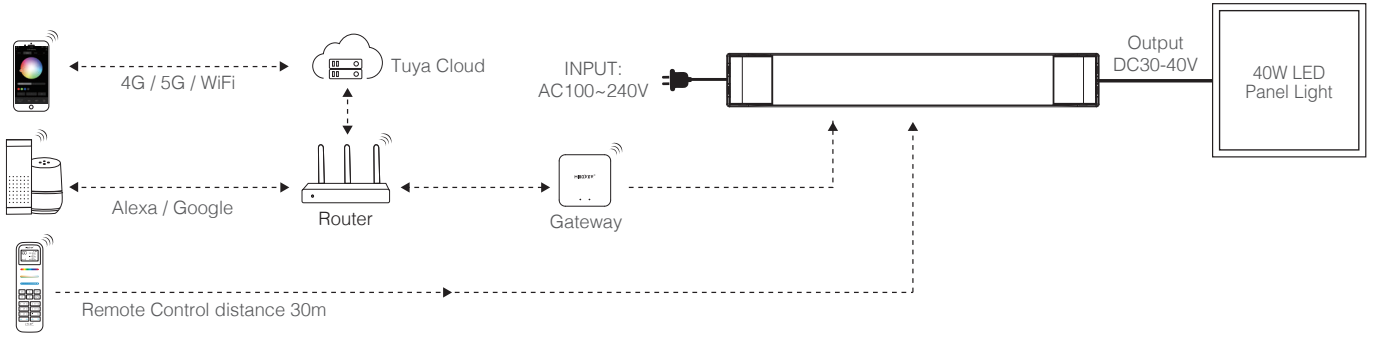 4G / 5G / WiFi
Tuya Cloud
INPUT:
AC100~240V
Output
DC30-40V
40W LED
Panel Light
Alexa / Google
Router
Gateway
Remote Control distance 30m